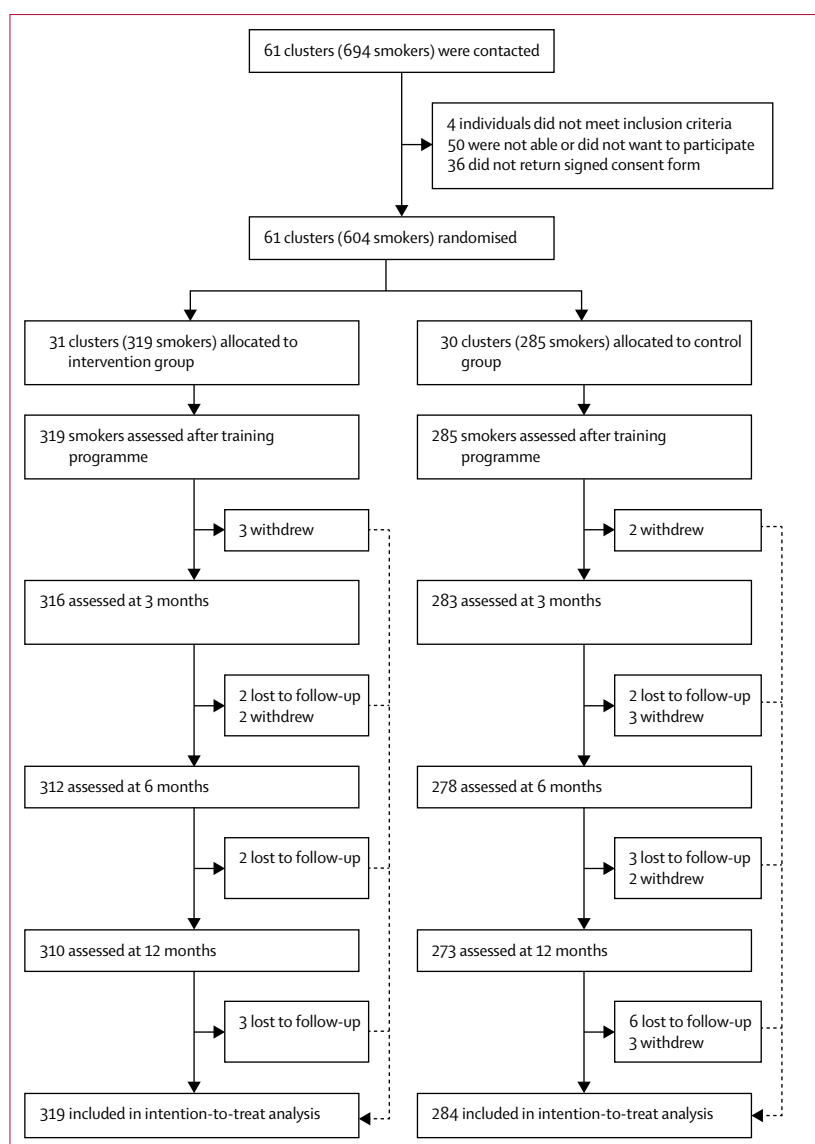 61 clusters (694 smokers) were contacted
4 individuals did not meet inclusion criteria
50 were not able or did not want to participate
36 did not return signed consent form
61 clusters (604 smokers) randomised
31 clusters (319 smokers) allocated to
intervention group
30 clusters (285 smokers) allocated to control
group
319 smokers assessed after training
programme
285 smokers assessed after training
programme
3 withdrew
2 withdrew
316 assessed at 3 months
283 assessed at 3 months
2 lost to follow-up
2 withdrew
2 lost to follow-up
3 withdrew
312 assessed at 6 months
278 assessed at 6 months
2 lost to follow-up
3 lost to follow-up
2 withdrew
310 assessed at 12 months
273 assessed at 12 months
3 lost to follow-up
6 lost to follow-up
3 withdrew
319 included in intention-to-treat analysis
284 included in intention-to-treat analysis